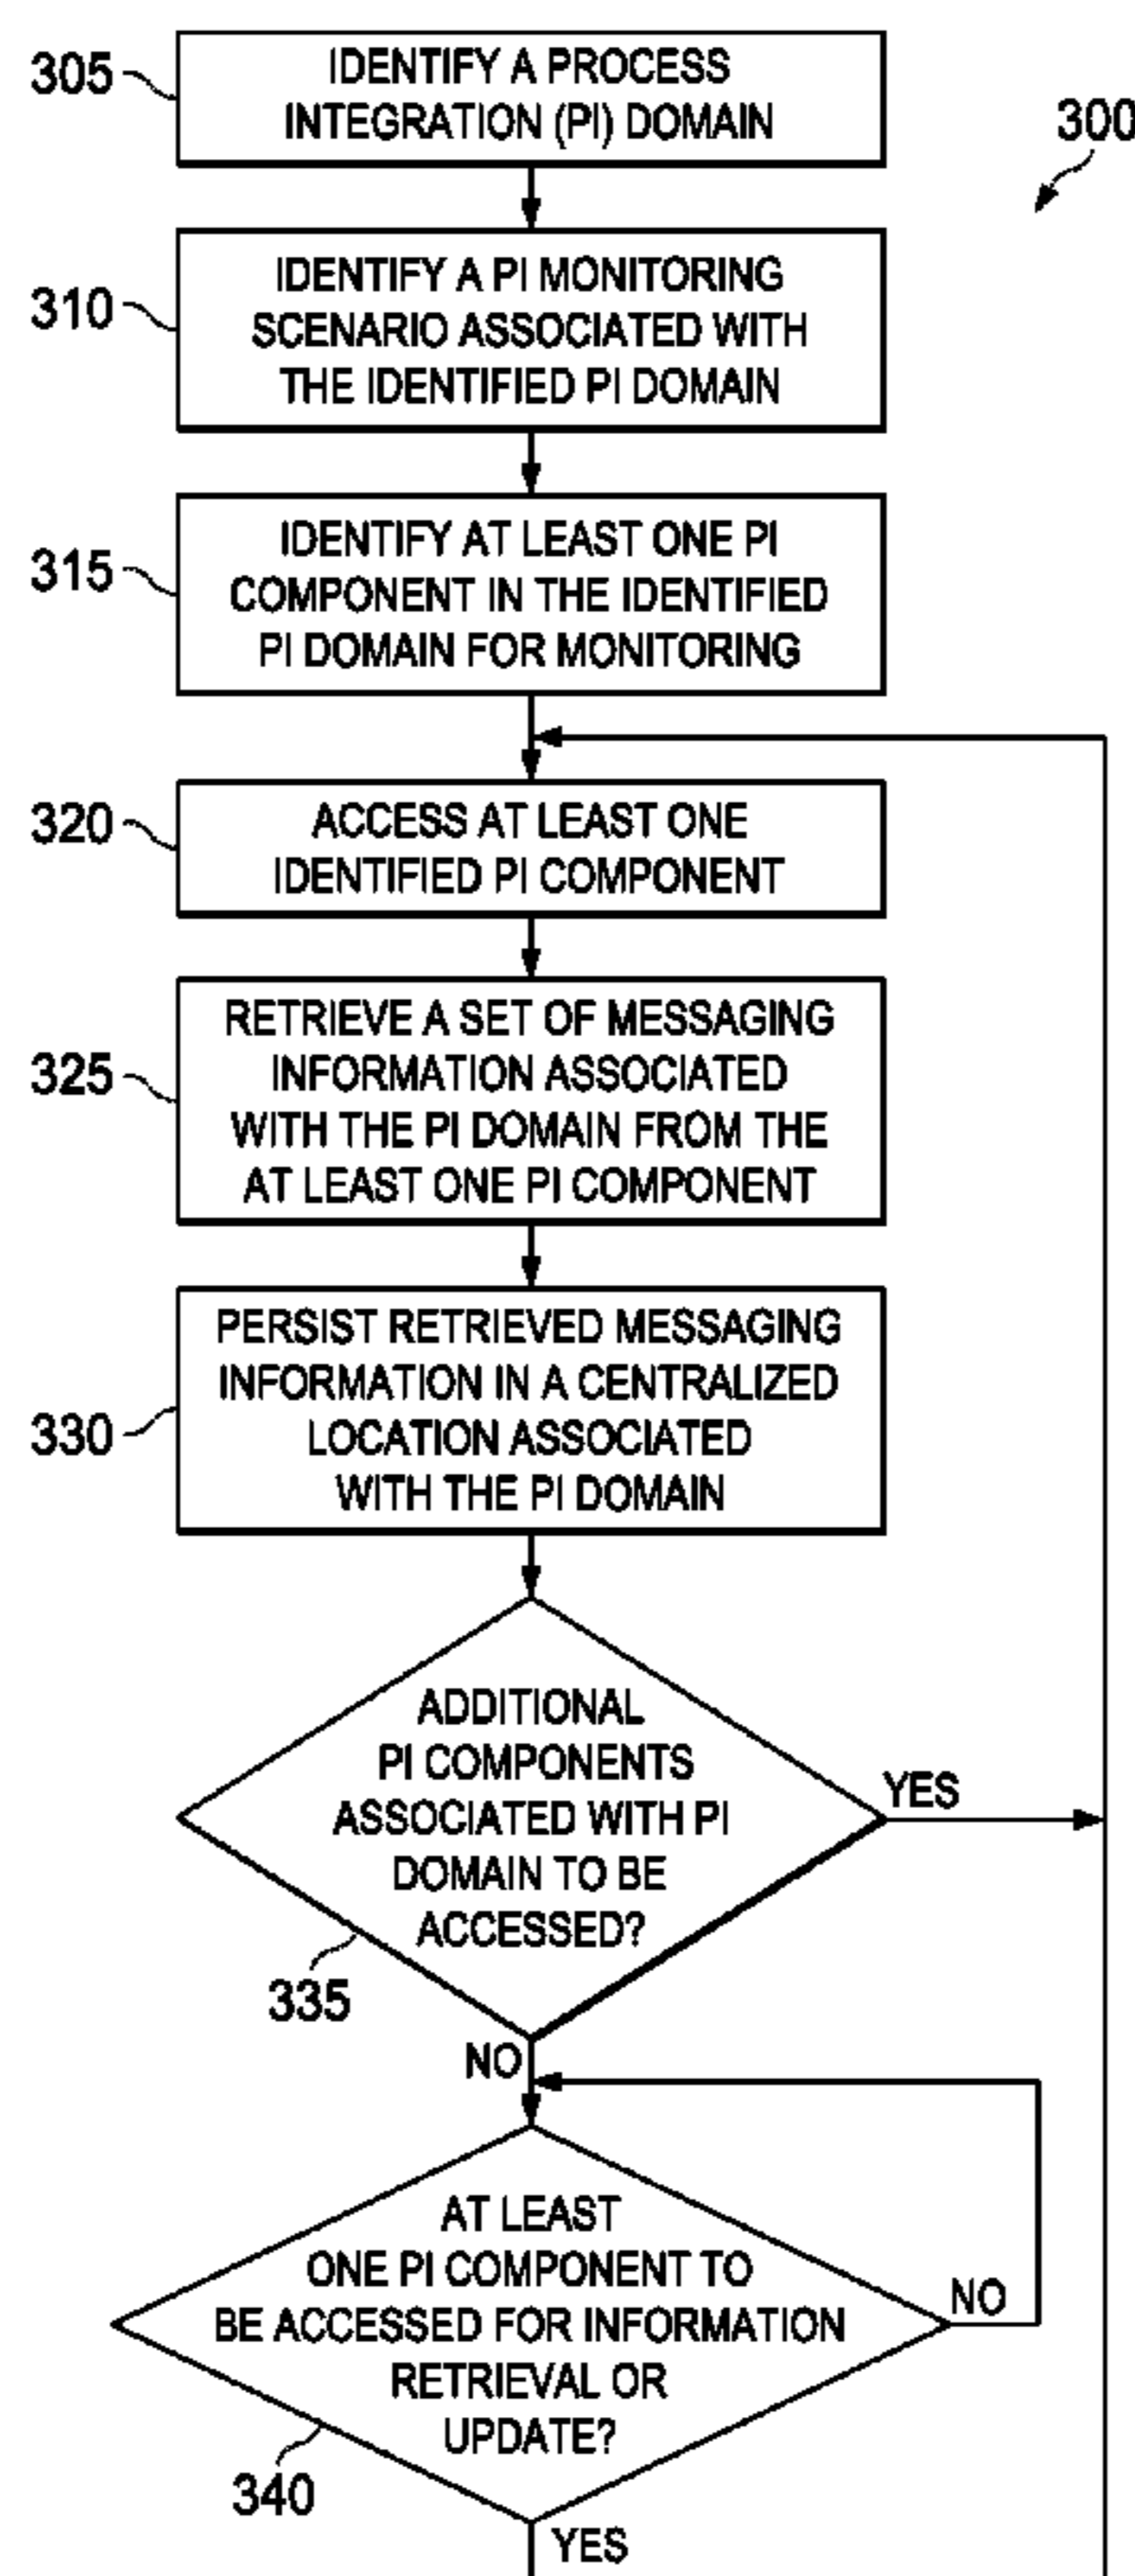 305
IDENTIFY A PROCESS
INTEGRATION (PI) DOMAIN
300
310
IDENTIFY A PI MONITORING
SCENARIO ASSOCIATED WITH
THE IDENTIFIED PI DOMAIN
315
IDENTIFY AT LEAST ONE PI
COMPONENT IN THE IDENTIFIED
PI DOMAIN FOR MONITORING
320
ACCESS AT LEAST ONE
IDENTIFIED PI COMPONENT
325
RETRIEVE A SET OF MESSAGING
INFORMATION ASSOCIATED
WITH THE PI DOMAIN FROM THE
AT LEAST ONE PI COMPONENT
330
PERSIST RETRIEVED MESSAGING
INFORMATION IN A CENTRALIZED
LOCATION ASSOCIATED
WITH THE PI DOMAIN
ADDITIONAL
PI COMPONENTS
ASSOCIATED WITH PI
DOMAIN TO BE
ACCESSED?
YES
335
NO
AT LEAST
ONE PI COMPONENT TO
BE ACCESSED FOR INFORMATION
RETRIEVAL OR
UPDATE?
NO
340
YES